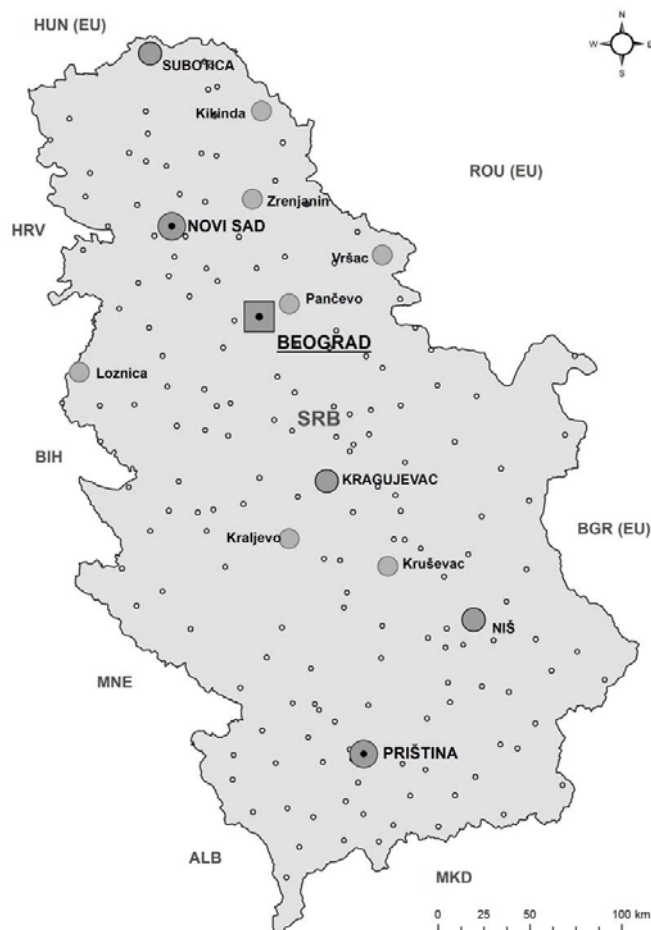 HUN (EU)
N
W
E
S
SUBOTICA
Kikinda
ROU (EU)
Zrenjanin
HRV
NOVI SAD
Vršac
Pančevo
BEOGRAD
Loznica
SRB
BIH
KRAGUJEVAC
BGR (EU)
Kraljevo
Kruševac
NIŠ
MNE
PRIŠTINA
ALB
MKD
0 25 50 100 km